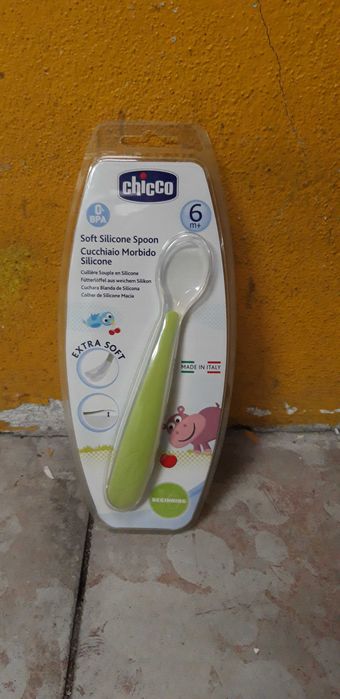 chicco
0%
BPA
6
m+
Soft Silicone Spoon
Cucchiaio Morbido
Silicone
Cuillère Souple en Silicone
Fütterlöffel aus weichem Silikon
Cuchara Blanda de Silicona
Colher de Silicone Macia
EXTRA SOFT
MADE IN ITALY
BEGINNING